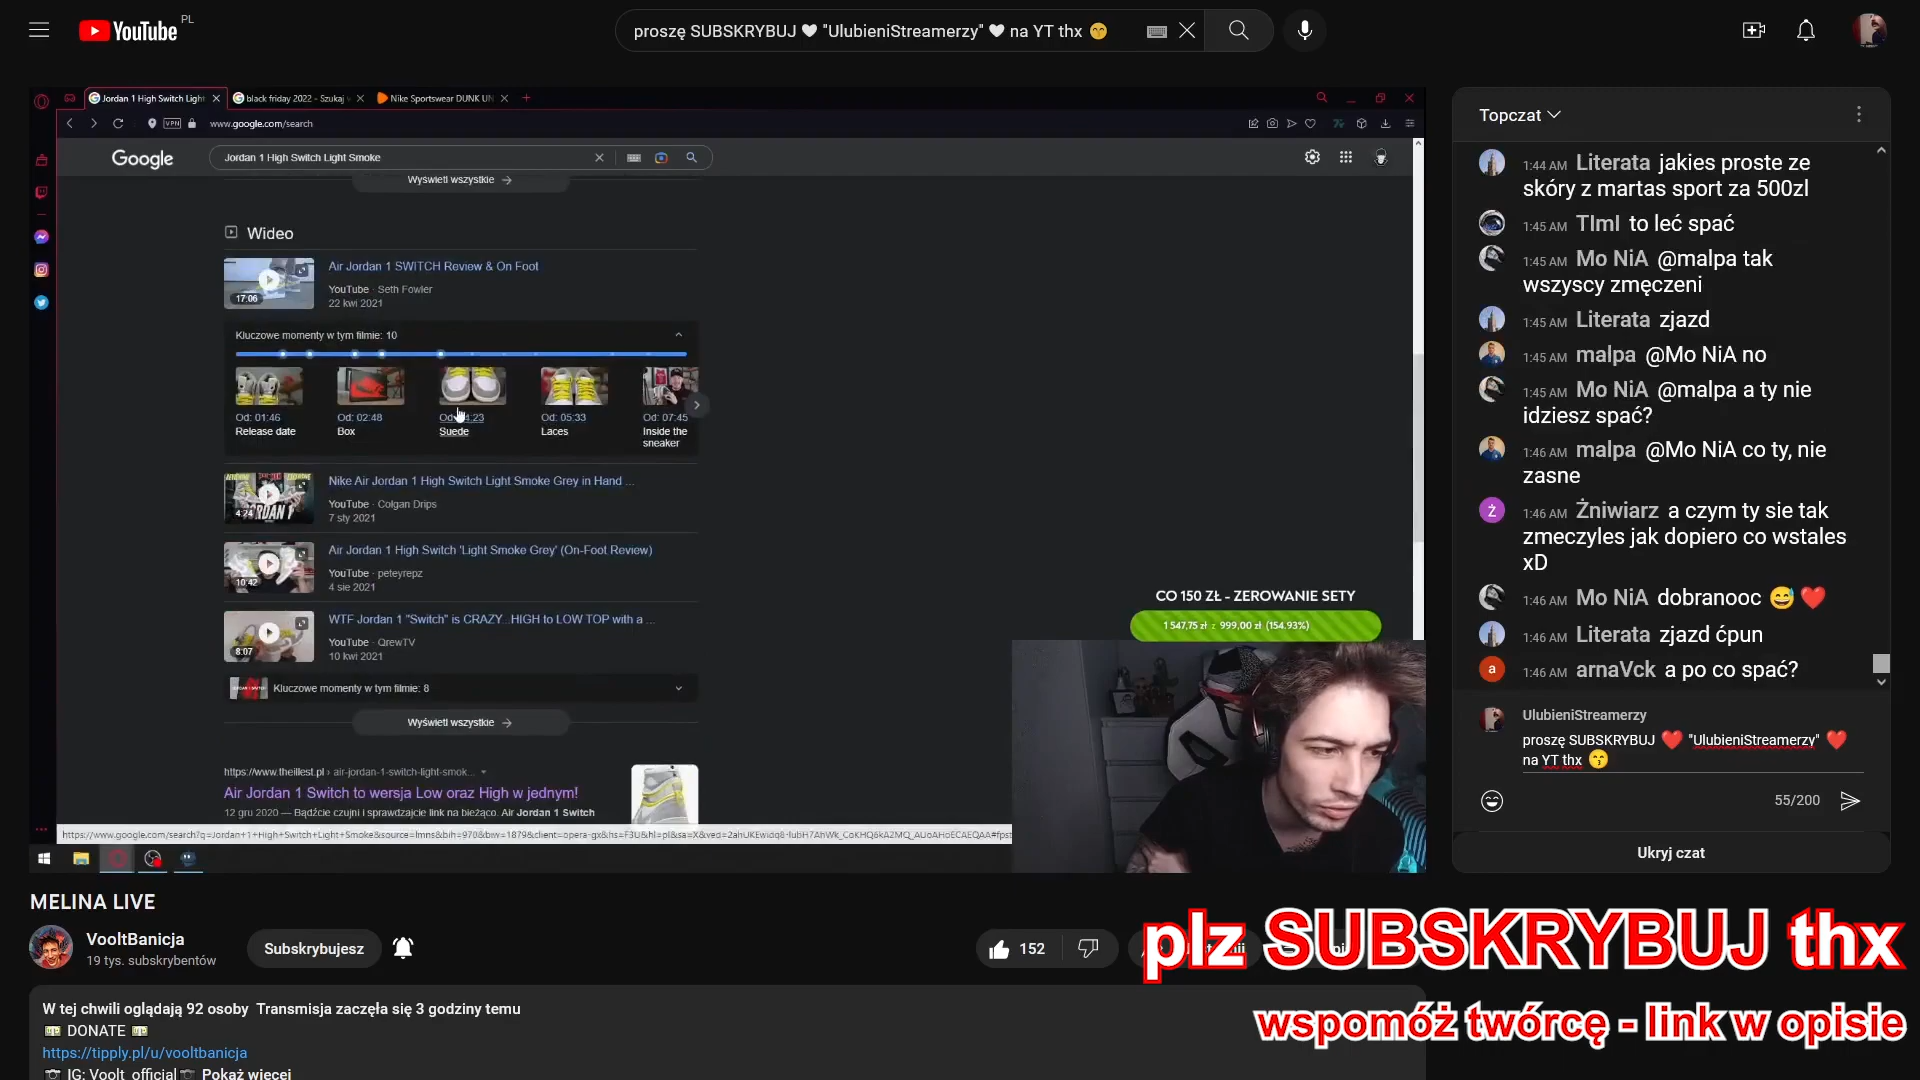 YouTube PL
proszę SUBSKRYBUJ 🤍 "UlubieniStreamerzy" 🤍 na YT thx 😙
Jordan 1 High Switch Light
black friday 2022 - Szukaj
Nike Sportswear DUNK UN
VPN
www.google.com/search
Google
Jordan 1 High Switch Light Smoke
Wyświetl wszystkie →
Wideo
17:06
Air Jordan 1 SWITCH Review & On Foot
YouTube · Seth Fowler
22 kwi 2021
Kluczowe momenty w tym filmie: 10
Od: 01:46
Release date
Od: 02:48
Box
Suede
Od: 05:33
Laces
Od: 07:45
Inside the
sneaker
4:24
Nike Air Jordan 1 High Switch Light Smoke Grey in Hand ...
YouTube · Colgan Drips
7 sty 2021
10:42
Air Jordan 1 High Switch 'Light Smoke Grey' (On-Foot Review)
YouTube · peteyrepz
4 sie 2021
8:07
WTF Jordan 1 "Switch" is CRAZY...HIGH to LOW TOP with a ...
YouTube · QrewTV
10 kwi 2021
Kluczowe momenty w tym filmie: 8
Wyświetl wszystkie →
https://www.theillest.pl › air-jordan-1-switch-light-smok...
Air Jordan 1 Switch to wersja Low oraz High w jednym!
12 gru 2020 — Bądźcie czujni i sprawdzajcie link na bieżąco. Air Jordan 1 Switch
CO 150 ZŁ - ZEROWANIE SETY
1 547,75 zł z 999,00 zł (154.93%)
Topczat
1:44 AM Literata jakies proste ze
skóry z martas sport za 500zl
1:45 AM TImI to leć spać
1:45 AM Mo NiA @malpa tak
wszyscy zmęczeni
1:45 AM Literata zjazd
1:45 AM malpa @Mo NiA no
1:45 AM Mo NiA @malpa a ty nie
idziesz spać?
1:46 AM malpa @Mo NiA co ty, nie
zasne
Ż
1:46 AM Żniwiarz a czym ty sie tak
zmeczyles jak dopiero co wstales
xD
1:46 AM Mo NiA dobranooc 😅❤️
1:46 AM Literata zjazd ćpun
a
1:46 AM arnaVck a po co spać?
UlubieniStreamerzy
proszę SUBSKRYBUJ ❤️ "UlubieniStreamerzy" ❤️
na YT thx 😙
55/200
Ukryj czat
MELINA LIVE
VooltBanicja
19 tys. subskrybentów
Subskrybujesz
152
plz SUBSKRYBUJ thx
wspomóż twórcę - link w opisie
W tej chwili ogląda­ją 92 osoby Transmisja zaczęła się 3 godziny temu
DONATE
https://tipply.pl/u/vooltbanicja
IG: Voolt_official Pokaż więcej